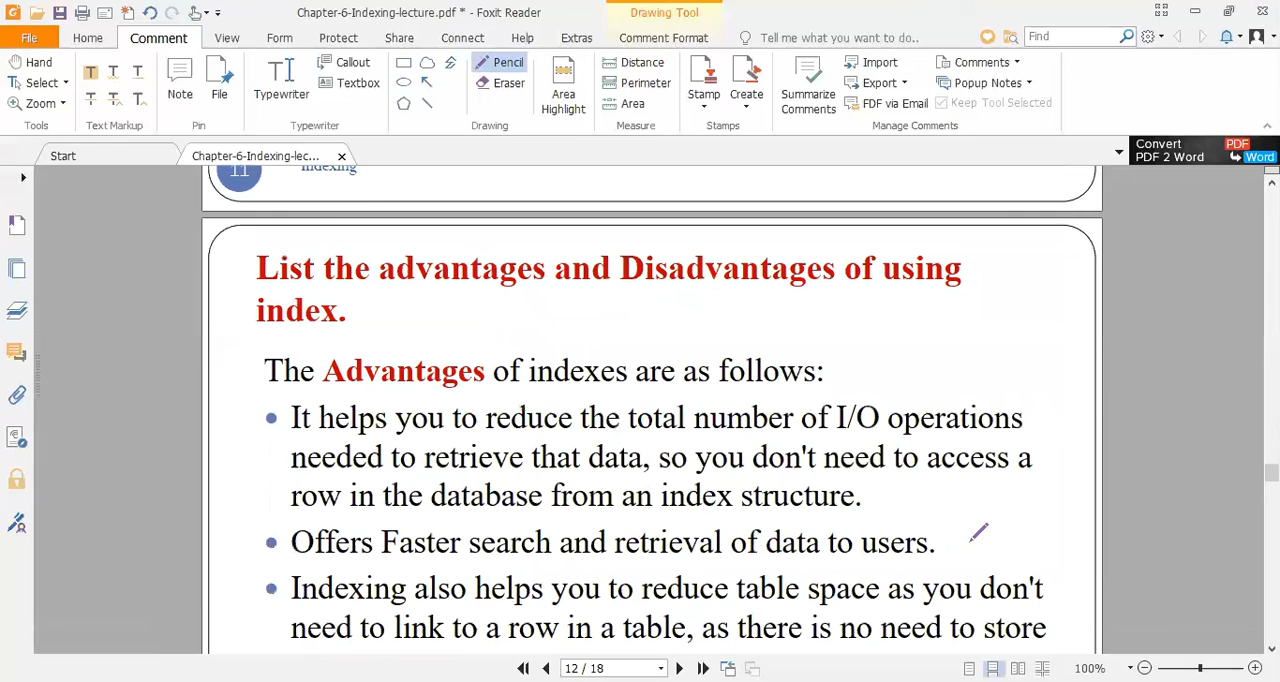 Chapter-6-Indexing-lecture.pdf * - Foxit Reader
Drawing Tool
File Home Comment View Form Protect Share Connect Help Extras Comment Format Tell me what you want to do.. Find
Hand
Select
Zoom
Tools
T T T
T T T
Text Markup
Note
File
Pin
Typewriter
Callout
Textbox
Typewriter
Pencil
Eraser
Drawing
Area
Highlight
Distance
Perimeter
Area
Measure
Stamp
Create
Stamps
Summarize
Comments
Import
Export
FDF via Email
Comments
Popup Notes
Keep Tool Selected
Manage Comments
Start
Chapter-6-Indexing-lec...
Convert
PDF 2 Word
PDF
Word
11 Indexing
List the advantages and Disadvantages of using
index.
The Advantages of indexes are as follows:
It helps you to reduce the total number of I/O operations
needed to retrieve that data, so you don't need to access a
row in the database from an index structure.
Offers Faster search and retrieval of data to users.
Indexing also helps you to reduce table space as you don't
need to link to a row in a table, as there is no need to store
12 / 18
100%